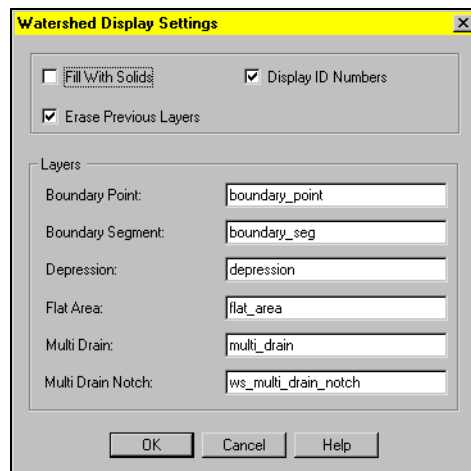 Watershed Display Settings
Fill With Solids
Display ID Numbers
Erase Previous Layers
Layers
Boundary Point: boundary_point
Boundary Segment: boundary_seg
Depression: depression
Flat Area: flat_area
Multi Drain: multi_drain
Multi Drain Notch: ws_multi_drain_notch
OK Cancel Help